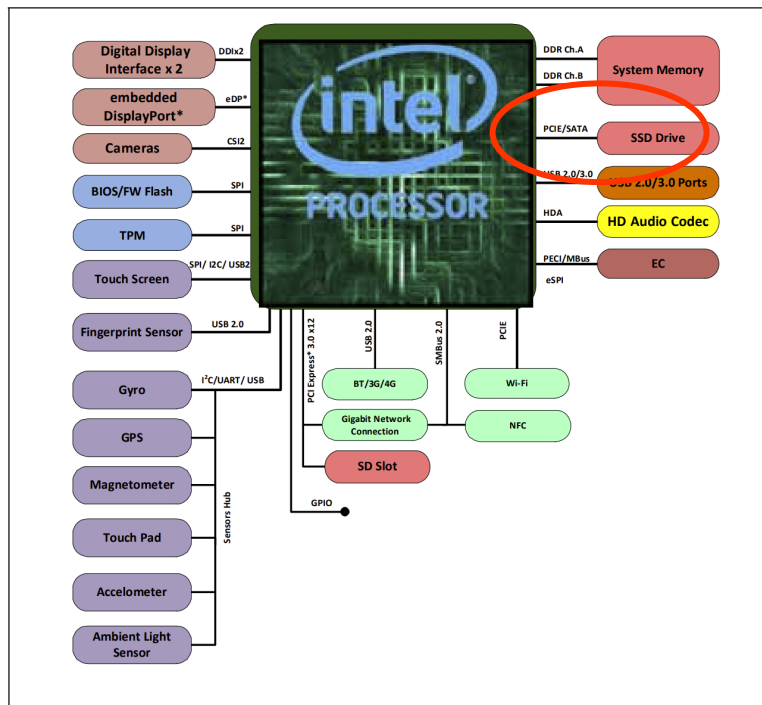 Digital Display
Interface x 2
DDIx2
embedded
DisplayPort*
eDP*
Cameras
CSI2
BIOS/FW Flash
SPI
TPM
SPI
Touch Screen
SPI/ I2C/ USB2
Fingerprint Sensor
USB 2.0
intel
PROCESSOR
DDR Ch.A
DDR Ch.B
System Memory
PCIE/SATA
SSD Drive
USB 2.0/3.0
USB 2.0/3.0 Ports
HDA
HD Audio Codec
PECI/MBus
eSPI
EC
Gyro
I²C/UART/ USB
GPS
Magnetometer
Touch Pad
Accelometer
Ambient Light
Sensor
Sensors Hub
PCI Express* 3.0 x12
USB 2.0
SMBus 2.0
PCIE
BT/3G/4G
Wi-Fi
Gigabit Network
Connection
NFC
SD Slot
GPIO